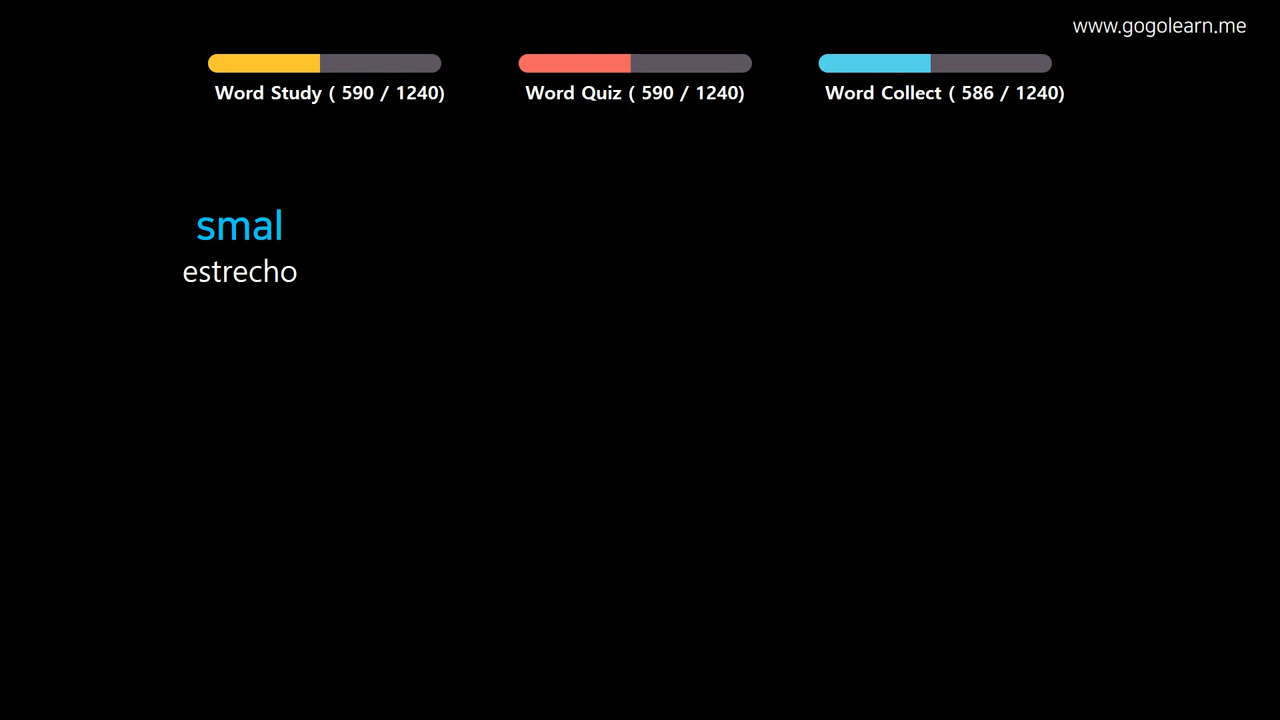 www.gogolearn.me
Word Study ( 590 / 1240)
Word Quiz ( 590 / 1240)
Word Collect ( 586 / 1240)
smal
estrecho